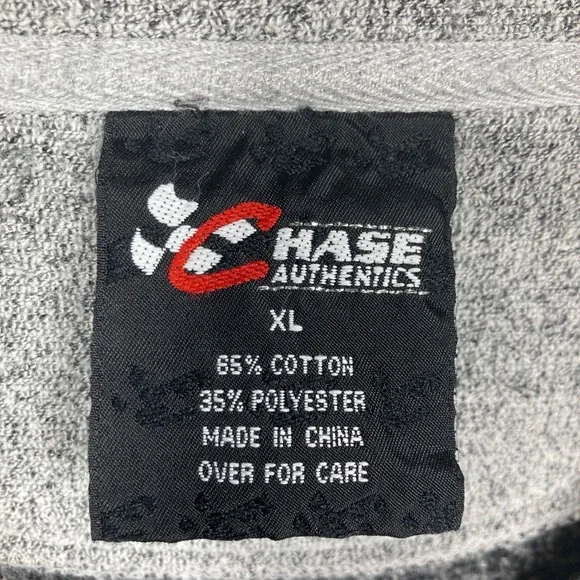 CHASE
AUTHENTICS
XL
65% COTTON
35% POLYESTER
MADE IN CHINA
OVER FOR CARE